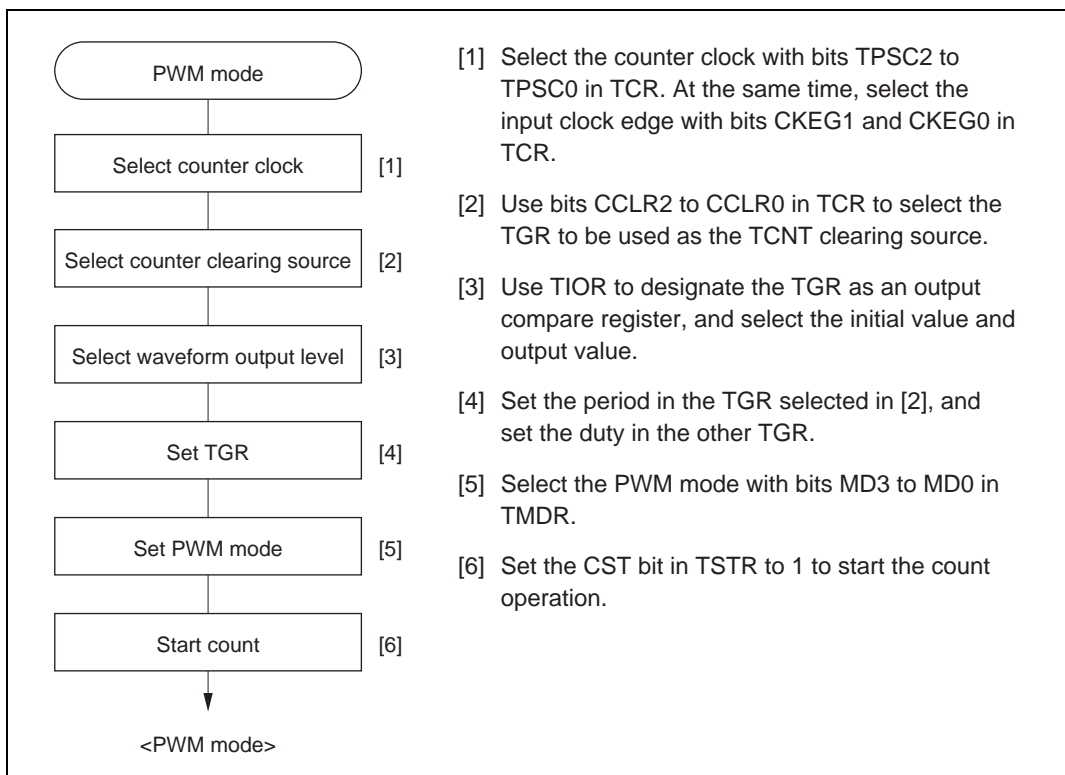 PWM mode
Select counter clock
[1]
Select counter clearing source
[2]
Select waveform output level
[3]
Set TGR
[4]
Set PWM mode
[5]
Start count
[6]
<PWM mode>
[1] Select the counter clock with bits TPSC2 to
TPSC0 in TCR. At the same time, select the
input clock edge with bits CKEG1 and CKEG0 in
TCR.
[2] Use bits CCLR2 to CCLR0 in TCR to select the
TGR to be used as the TCNT clearing source.
[3] Use TIOR to designate the TGR as an output
compare register, and select the initial value and
output value.
[4] Set the period in the TGR selected in [2], and
set the duty in the other TGR.
[5] Select the PWM mode with bits MD3 to MD0 in
TMDR.
[6] Set the CST bit in TSTR to 1 to start the count
operation.